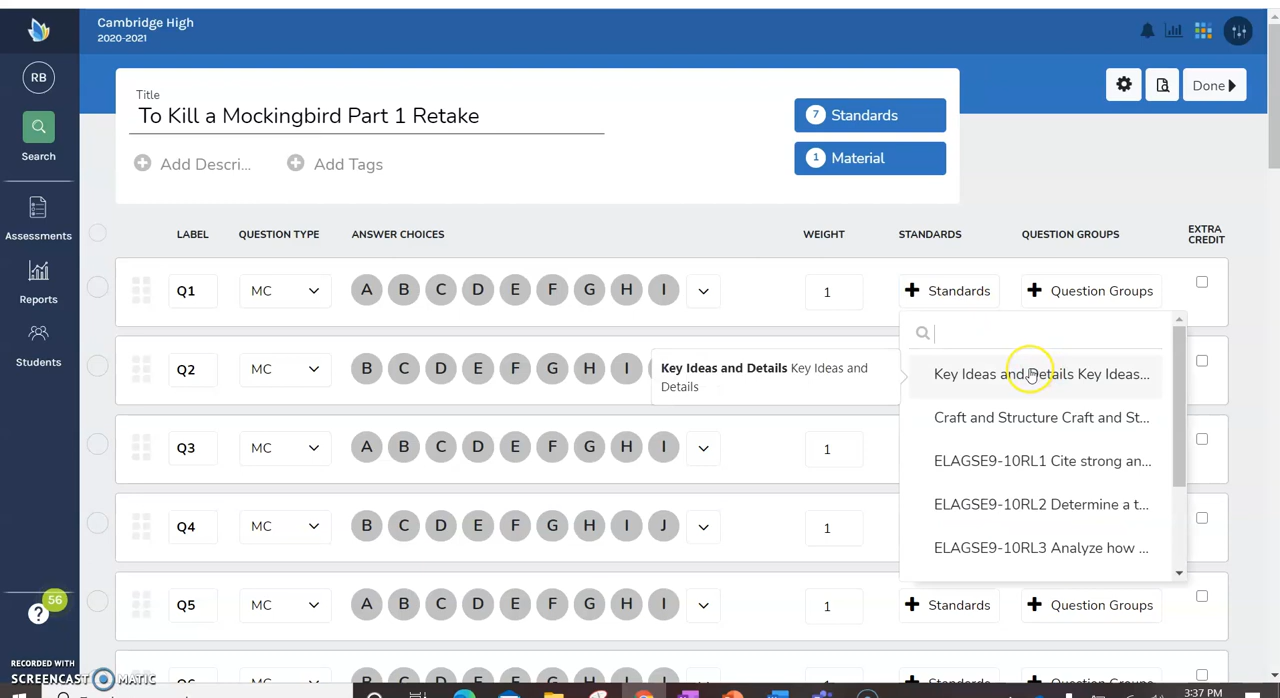 Cambridge High
2020-2021
RB
Search
Assessments
Reports
Students
56
?
RECORDED WITH
SCREENCAST MATIC
Title
To Kill a Mockingbird Part 1 Retake
Add Descri...
Add Tags
7 Standards
1 Material
Done
LABEL QUESTION TYPE ANSWER CHOICES WEIGHT STANDARDS QUESTION GROUPS EXTRA CREDIT
Q1 MC A B C D E F G H I 1 + Standards + Question Groups
Q2 MC B C D E F G H I
Key Ideas and Details Key Ideas and
Details
Q3 MC A B C D E F G H I 1
Q4 MC B C D E F G H I J 1
Q5 MC A B C D E F G H I 1 + Standards + Question Groups
Key Ideas and Details Key Ideas...
Craft and Structure Craft and St...
ELAGSE9-10RL1 Cite strong an...
ELAGSE9-10RL2 Determine a t...
ELAGSE9-10RL3 Analyze how ...
3:37 PM